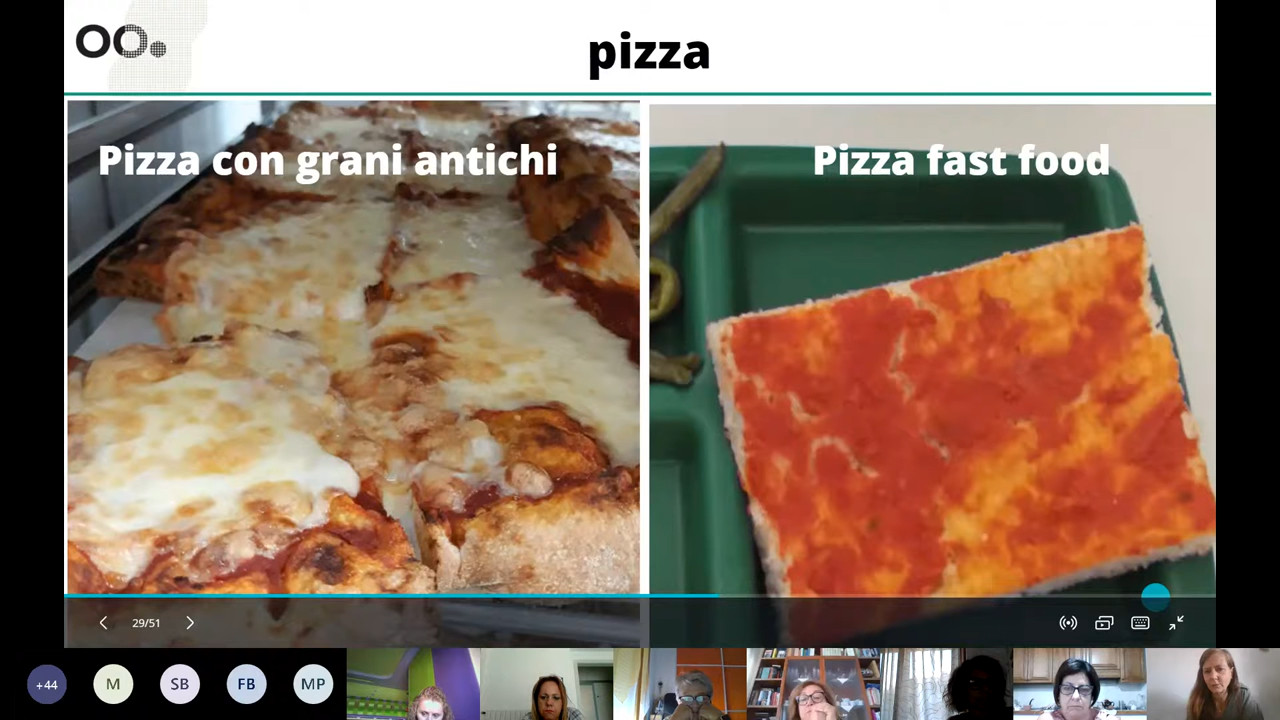 OO.
pizza
Pizza con grani antichi
Pizza fast food
29/51
+44
M
SB
FB
MP